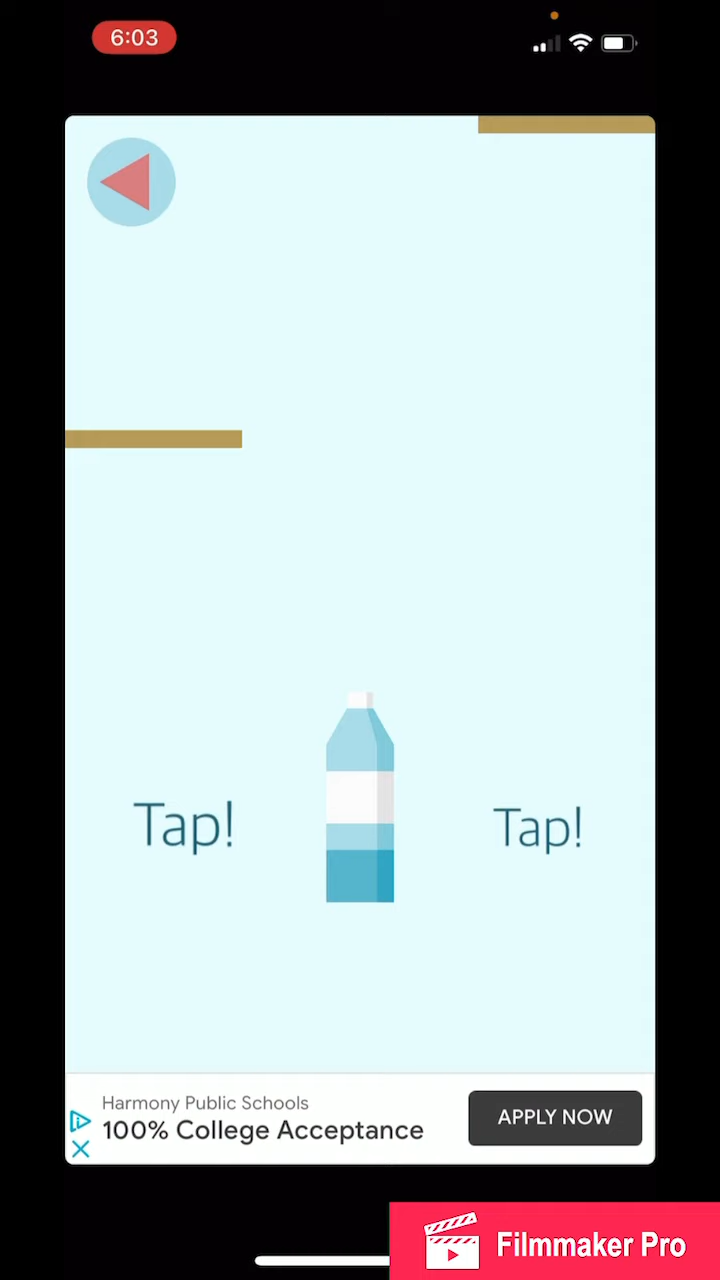 6:03
Tap!
Tap!
Harmony Public Schools
100% College Acceptance
APPLY NOW
Filmmaker Pro